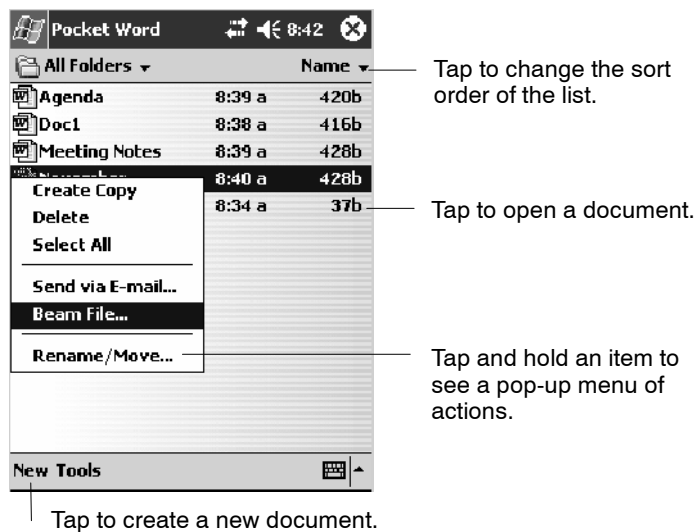 Pocket Word 8:42
All Folders Name
Agenda 8:39 a 420b
Doc1 8:38 a 416b
Meeting Notes 8:39 a 428b
8:40 a 428b
8:34 a 37b
Create Copy
Delete
Select All
Send via E-mail...
Beam File...
Rename/Move...
New Tools
Tap to change the sort
order of the list.
Tap to open a document.
Tap and hold an item to
see a pop-up menu of
actions.
Tap to create a new document.